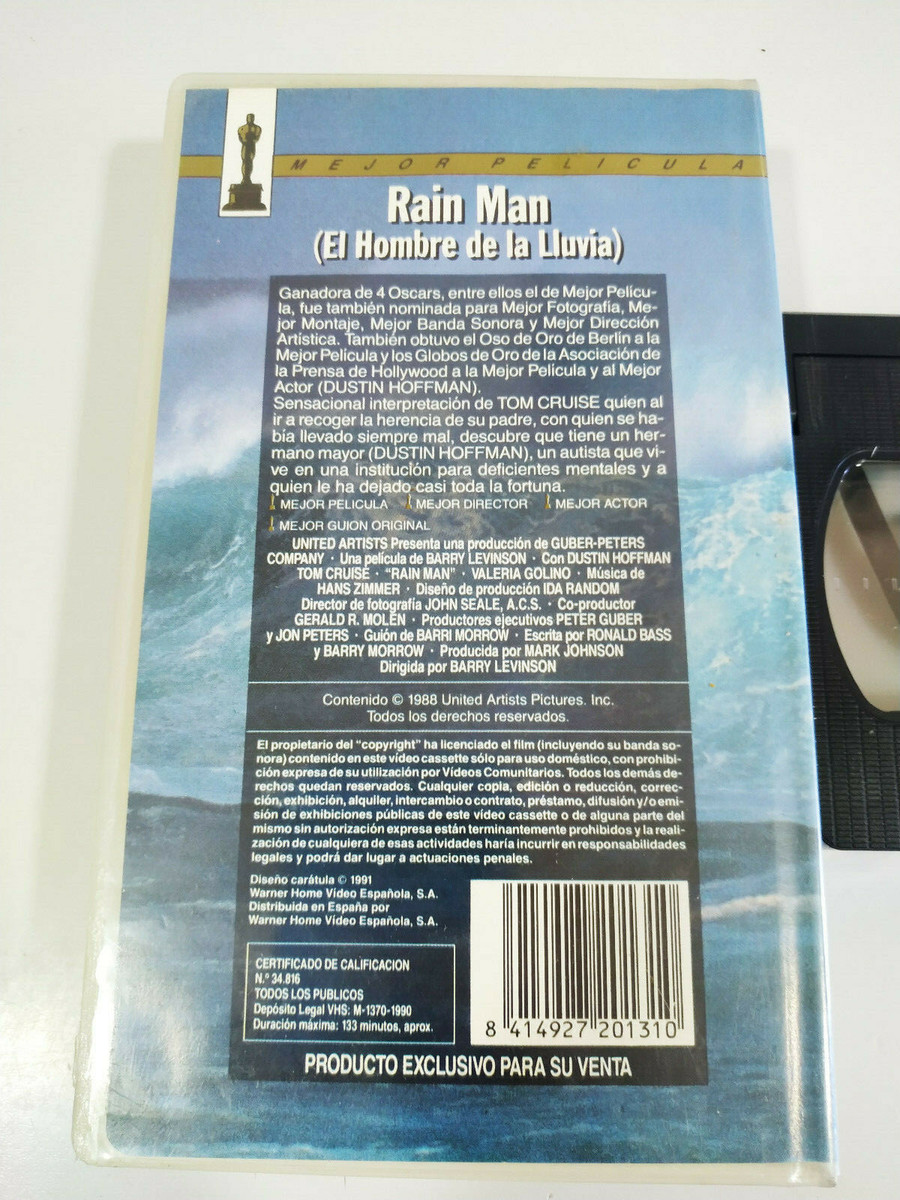 MEJOR PELICULA
Rain Man
(El Hombre de la Lluvia)
Ganadora de 4 Oscars, entre ellos el de Mejor Pelícu-
la, fue también nominada para Mejor Fotografía, Me-
jor Montaje, Mejor Banda Sonora y Mejor Dirección
Artística. También obtuvo el Oso de Oro de Berlín a la
Mejor Película y los Globos de Oro de la Asociación de
la Prensa de Hollywood a la Mejor Película y al Mejor
Actor (DUSTIN HOFFMAN).
Sensacional interpretación de TOM CRUISE quien al
ir a recoger la herencia de su padre, con quien se ha-
bía llevado siempre mal, descubre que tiene un her-
mano mayor (DUSTIN HOFFMAN), un autista que vi-
ve en una institución para deficientes mentales y a
quien le ha dejado casi toda la fortuna.
MEJOR PELICULA MEJOR DIRECTOR MEJOR ACTOR
MEJOR GUION ORIGINAL
UNITED ARTISTS Presenta una producción de GUBER-PETERS
COMPANY · Una película de BARRY LEVINSON · Con DUSTIN HOFFMAN
TOM CRUISE · "RAIN MAN" · VALERIA GOLINO · Música de
HANS ZIMMER · Diseño de producción IDA RANDOM
Director de fotografía JOHN SEALE, A.C.S. · Co-productor
GERALD R. MOLEN · Productores ejecutivos PETER GUBER
y JON PETERS · Guión de BARRI MORROW · Escrita por RONALD BASS
y BARRY MORROW · Producida por MARK JOHNSON
Dirigida por BARRY LEVINSON
Contenido © 1988 United Artists Pictures. Inc.
Todos los derechos reservados.
El propietario del "copyright" ha licenciado el film (incluyendo su banda so-
nora) contenido en este vídeo cassette sólo para uso doméstico, con prohibi-
ción expresa de su utilización por Vídeos Comunitarios. Todos los demás de-
rechos quedan reservados. Cualquier copia, edición o reducción, correc-
ción, exhibición, alquiler, intercambio o contrato, préstamo, difusión y/o emi-
sión de exhibiciones públicas de este vídeo cassette o de alguna parte del
mismo sin autorización expresa están terminantemente prohibidos y la reali-
zación de cualquiera de esas actividades haría incurrir en responsabilidades
legales y podrá dar lugar a actuaciones penales.
Diseño carátula © 1991
Warner Home Vídeo Española, S.A.
Distribuida en España por
Warner Home Vídeo Española, S.A.
CERTIFICADO DE CALIFICACION
N.º 34.816
TODOS LOS PUBLICOS
Depósito Legal VHS: M-1370-1990
Duración máxima: 133 minutos, aprox.
8 414927 201310
PRODUCTO EXCLUSIVO PARA SU VENTA